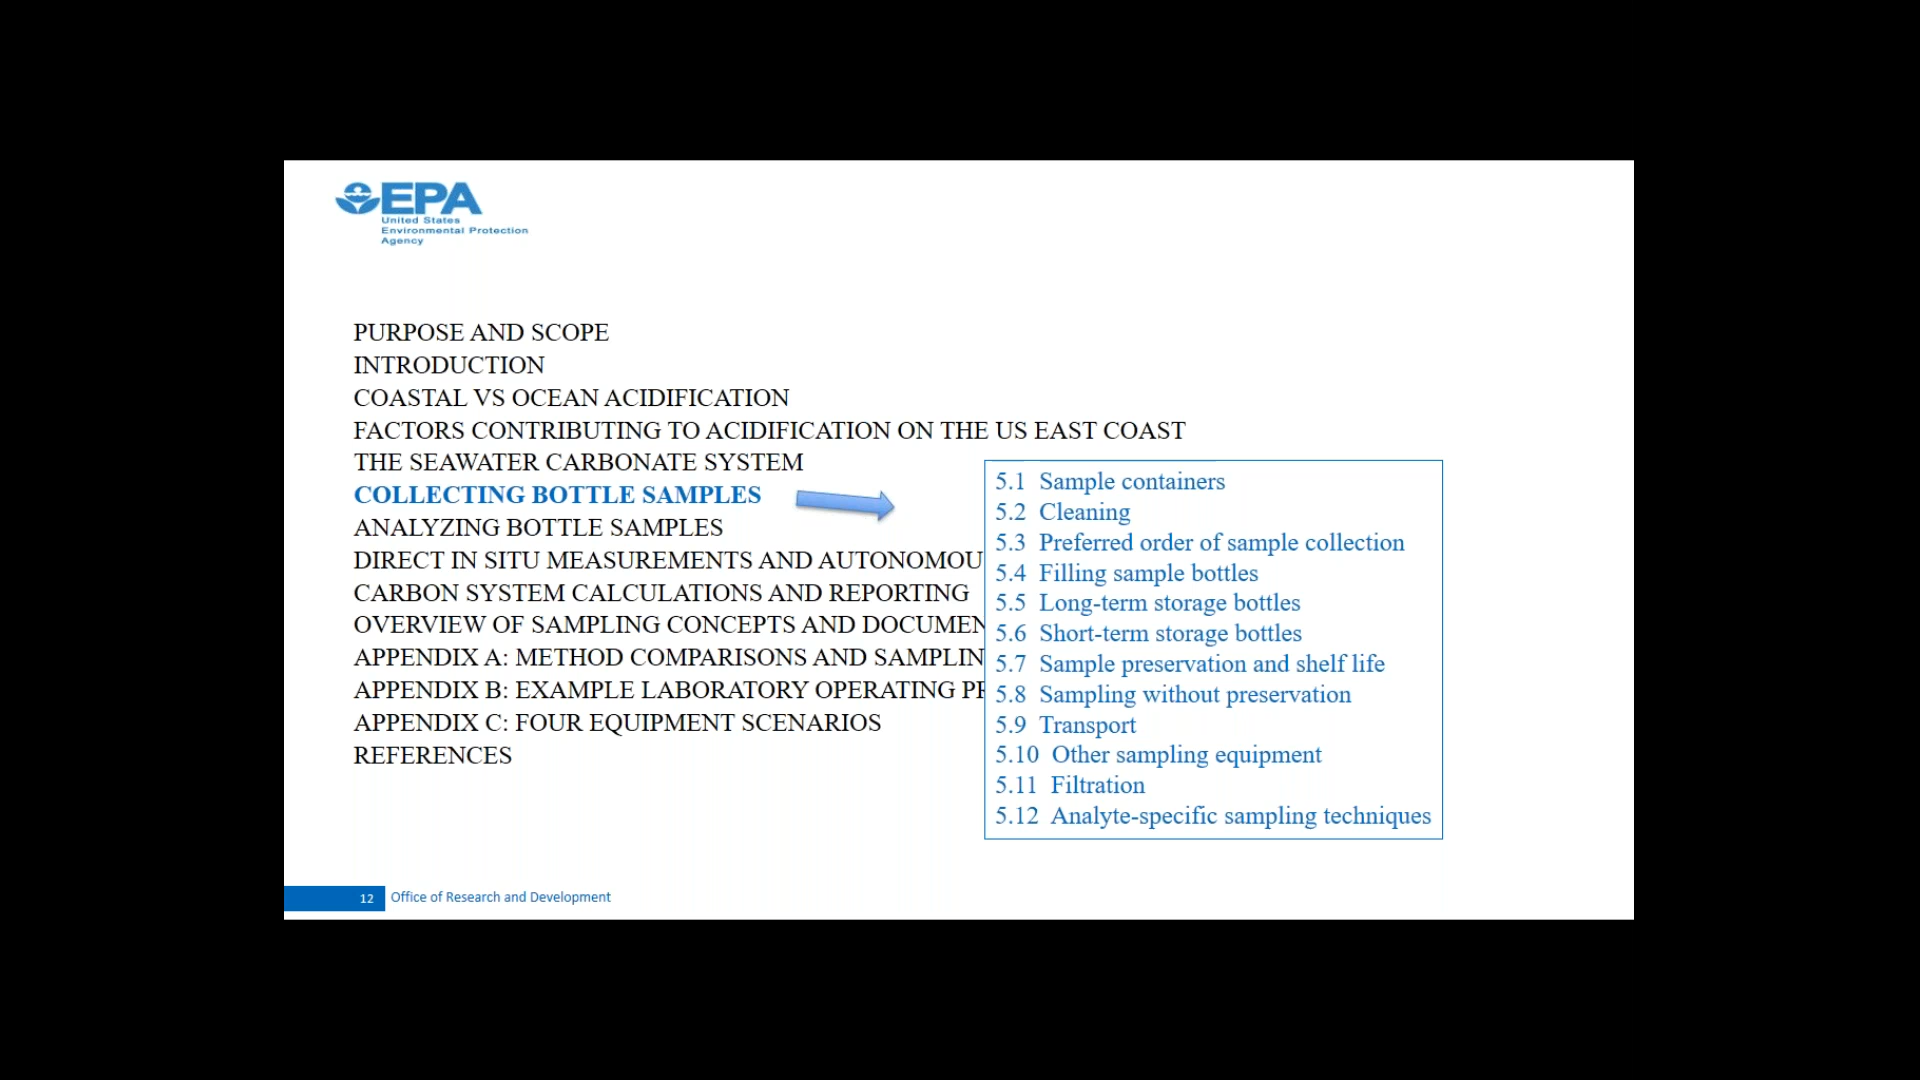 EPA
United States
Environmental Protection
Agency
PURPOSE AND SCOPE
INTRODUCTION
COASTAL VS OCEAN ACIDIFICATION
FACTORS CONTRIBUTING TO ACIDIFICATION ON THE US EAST COAST
THE SEAWATER CARBONATE SYSTEM
COLLECTING BOTTLE SAMPLES
ANALYZING BOTTLE SAMPLES
DIRECT IN SITU MEASUREMENTS AND AUTONOMOU
CARBON SYSTEM CALCULATIONS AND REPORTING
OVERVIEW OF SAMPLING CONCEPTS AND DOCUMEN
APPENDIX A: METHOD COMPARISONS AND SAMPLIN
APPENDIX B: EXAMPLE LABORATORY OPERATING PR
APPENDIX C: FOUR EQUIPMENT SCENARIOS
REFERENCES
5.1 Sample containers
5.2 Cleaning
5.3 Preferred order of sample collection
5.4 Filling sample bottles
5.5 Long-term storage bottles
5.6 Short-term storage bottles
5.7 Sample preservation and shelf life
5.8 Sampling without preservation
5.9 Transport
5.10 Other sampling equipment
5.11 Filtration
5.12 Analyte-specific sampling techniques
12 Office of Research and Development